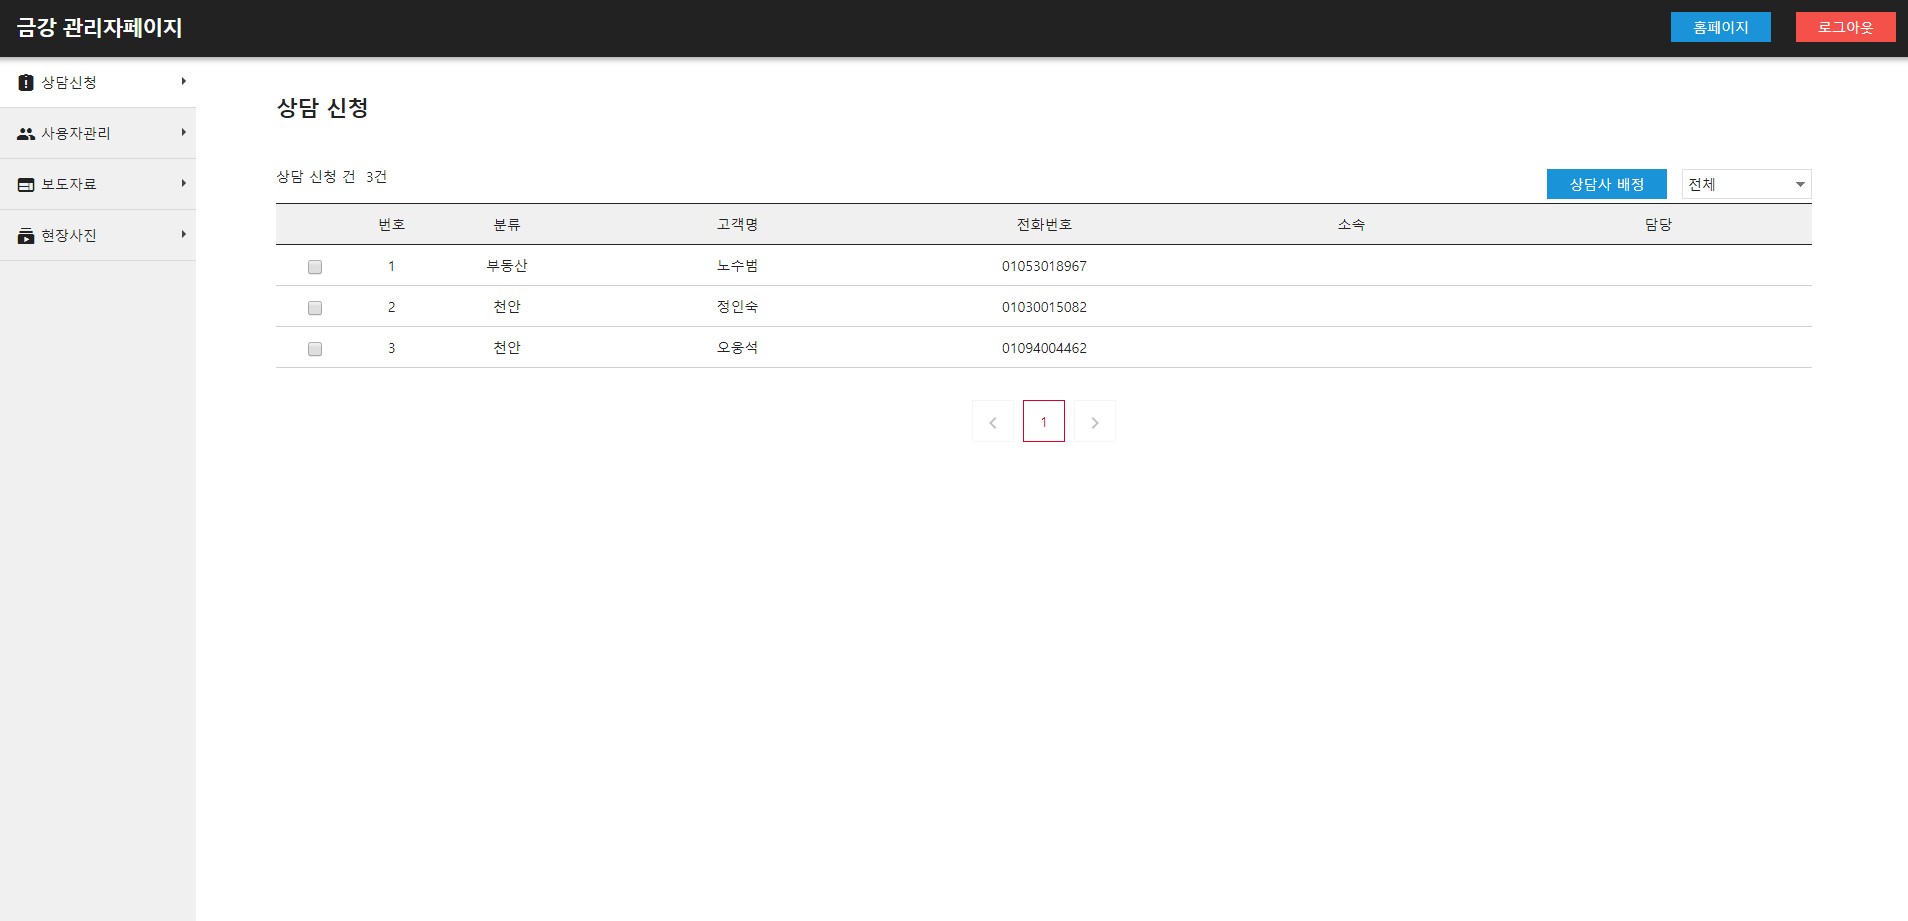 금강 관리자페이지
홈페이지
로그아웃
상담신청
사용자관리
보도자료
현장사진
상담 신청
상담 신청 건 3건
상담사 배정
전체
번호 분류 고객명 전화번호 소속 담당
1 부동산 노수범 01053018967
2 천안 정인숙 01030015082
3 천안 오웅석 01094004462
1